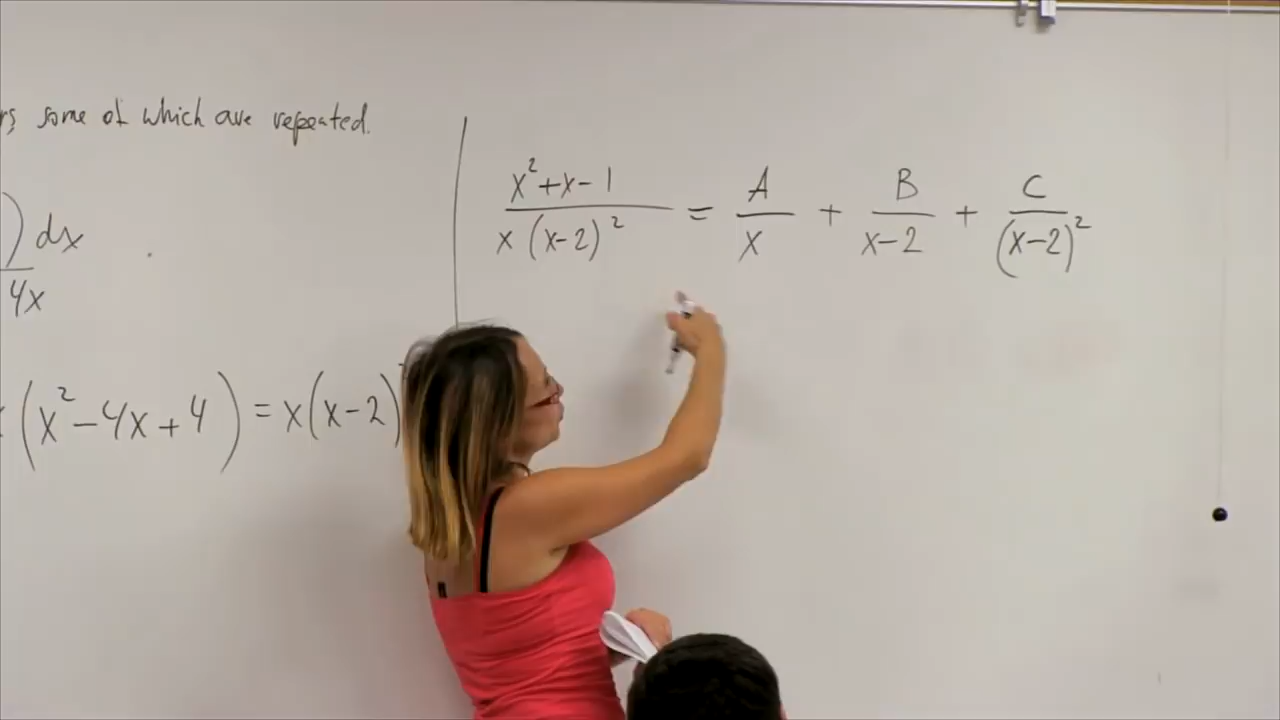 some of which are repeated.
) dx
4x
(x² - 4x + 4) = x(x-2)
x² + x - 1 / x (x-2)² = A / x + B / x-2 + C / (x-2)²